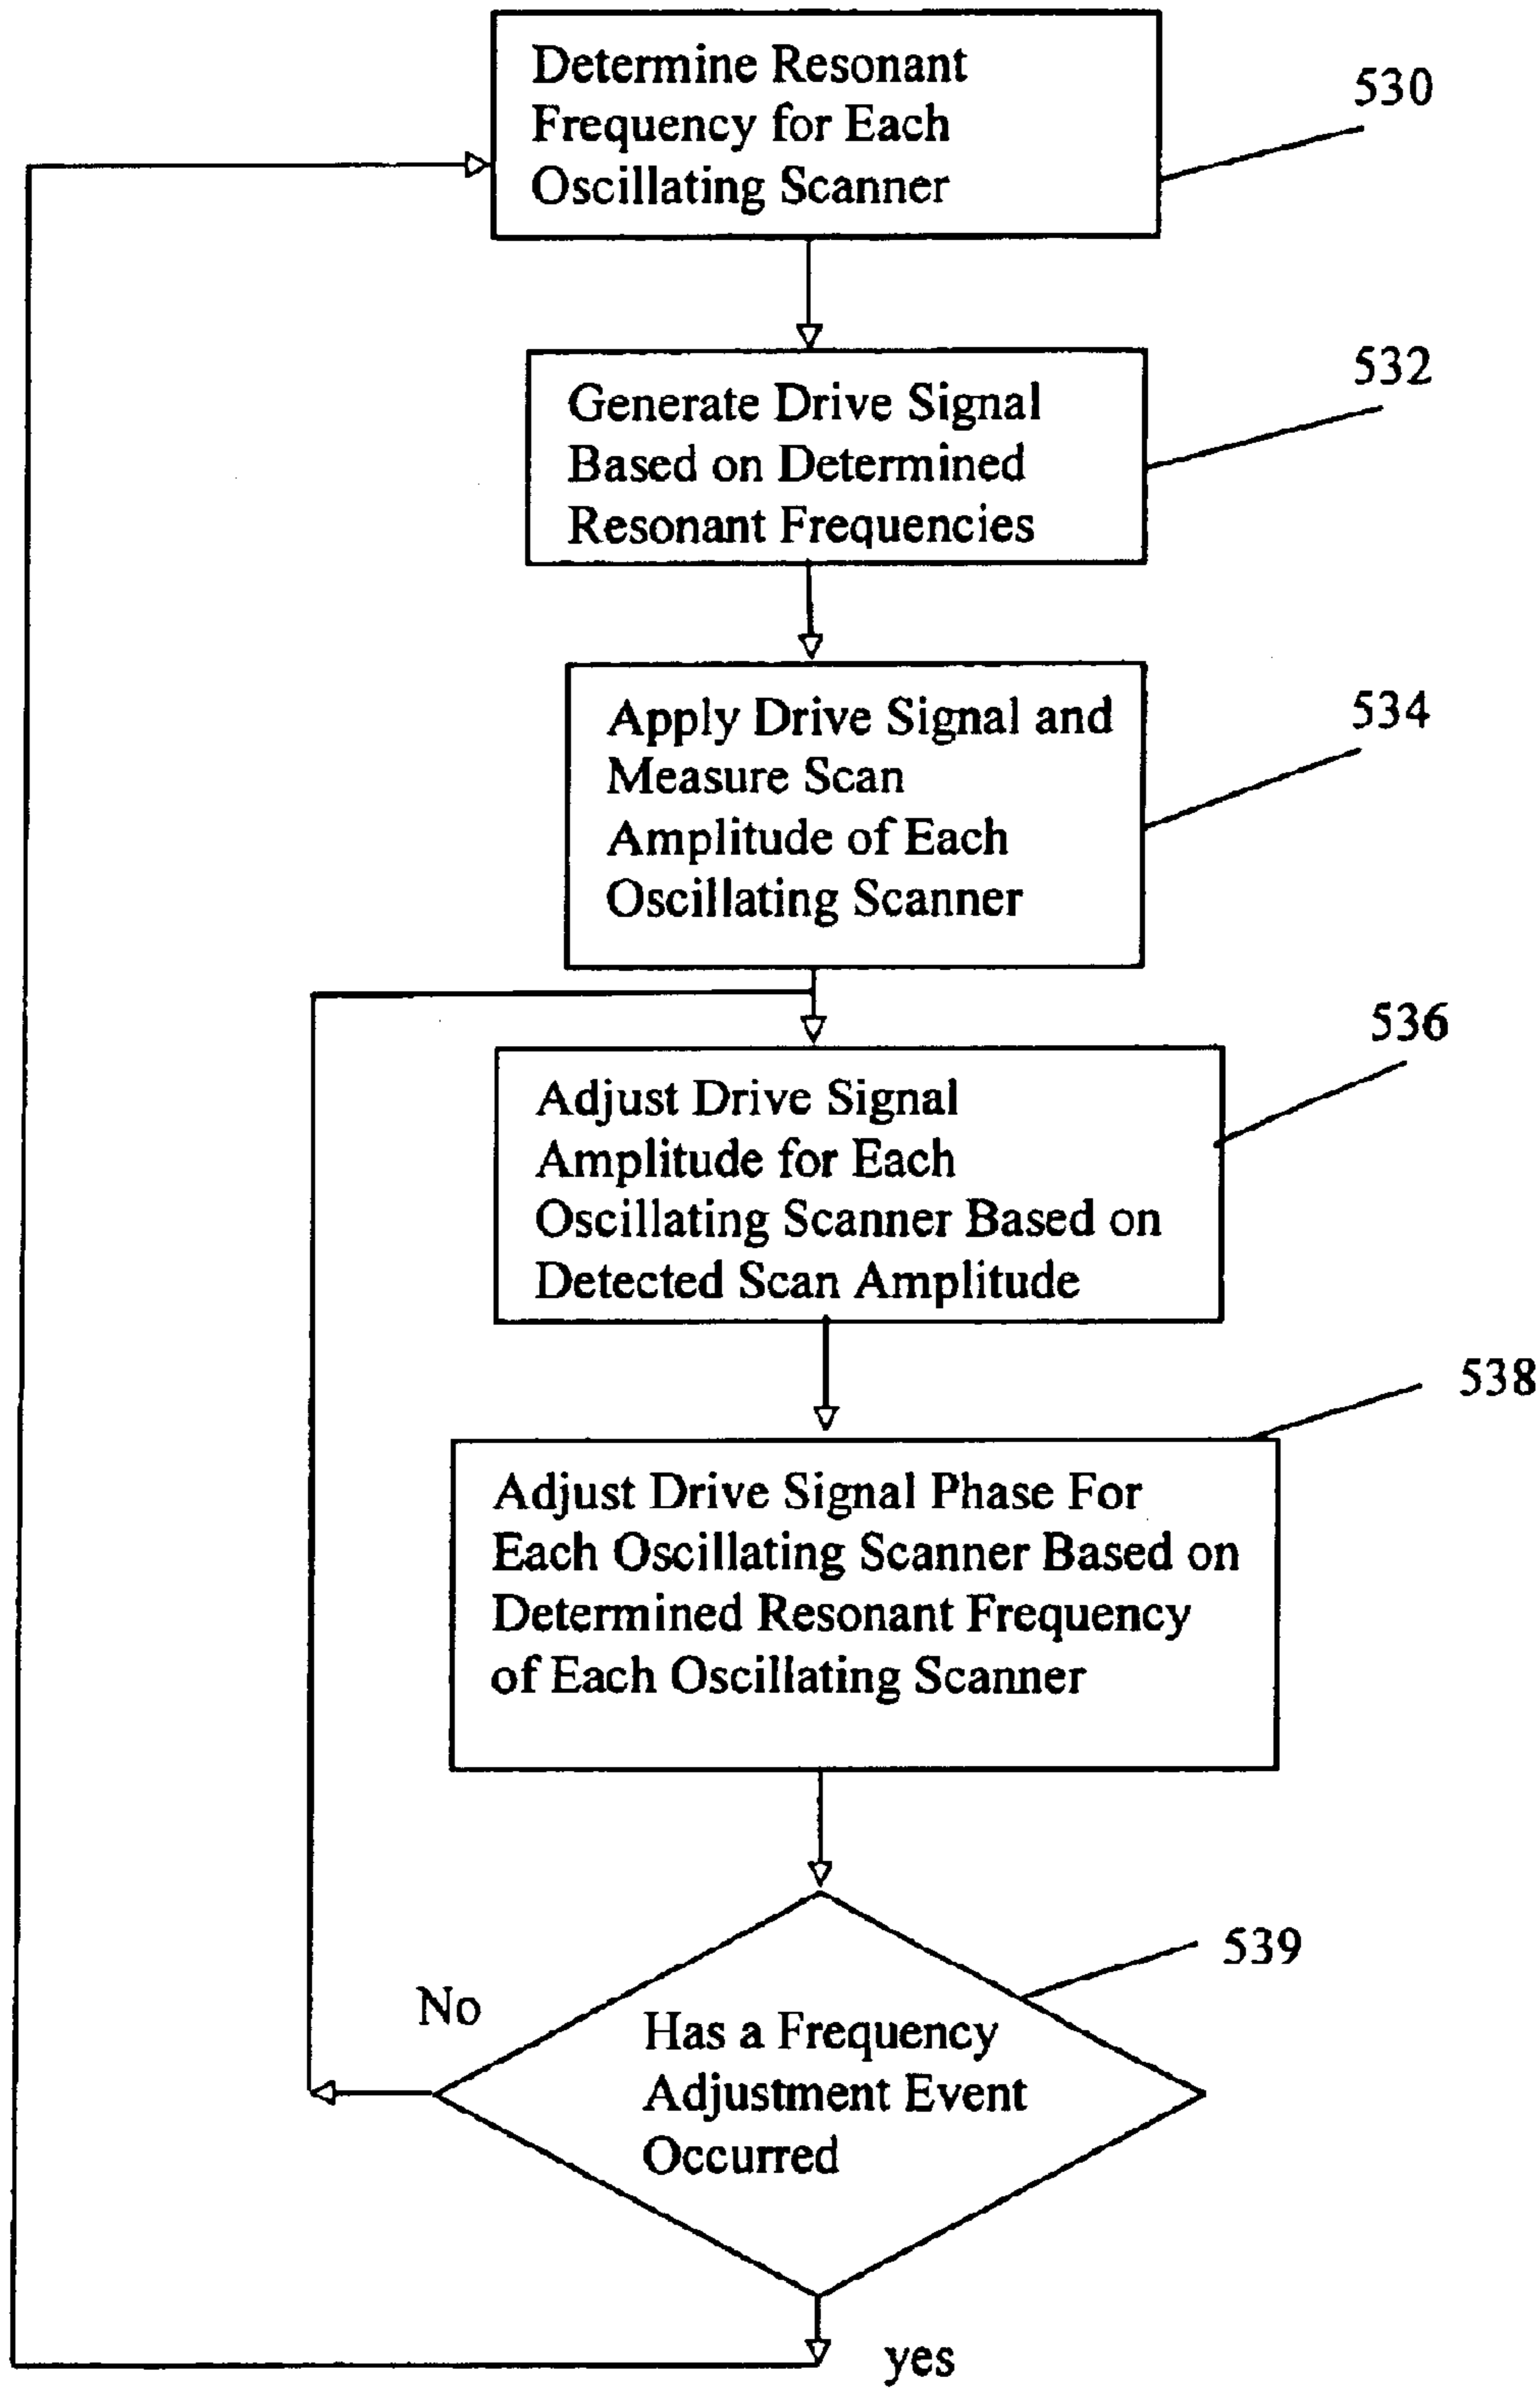 Determine Resonant
Frequency for Each
Oscillating Scanner
530
Generate Drive Signal
Based on Determined
Resonant Frequencies
532
Apply Drive Signal and
Measure Scan
Amplitude of Each
Oscillating Scanner
534
Adjust Drive Signal
Amplitude for Each
Oscillating Scanner Based on
Detected Scan Amplitude
536
Adjust Drive Signal Phase For
Each Oscillating Scanner Based on
Determined Resonant Frequency
of Each Oscillating Scanner
538
No
Has a Frequency
Adjustment Event
Occurred
539
yes